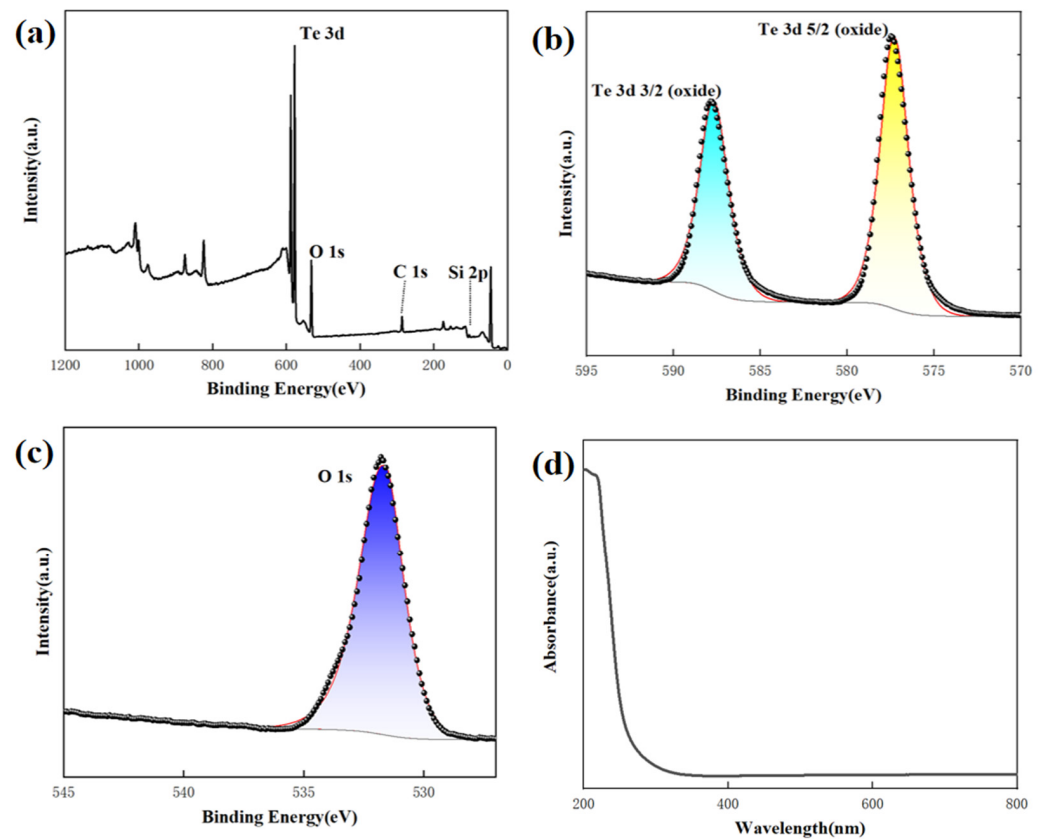 (a)
Te 3d
O 1s
C 1s
Si 2p
Intensity(a.u.)
1200 1000 800 600 400 200 0
Binding Energy(eV)
(b)
Te 3d 5/2 (oxide)
Te 3d 3/2 (oxide)
Intensity(a.u.)
595 590 585 580 575 570
Binding Energy(eV)
(c)
O 1s
Intensity(a.u.)
545 540 535 530
Binding Energy(eV)
(d)
Absorbance(a.u.)
200 400 600 800
Wavelength(nm)